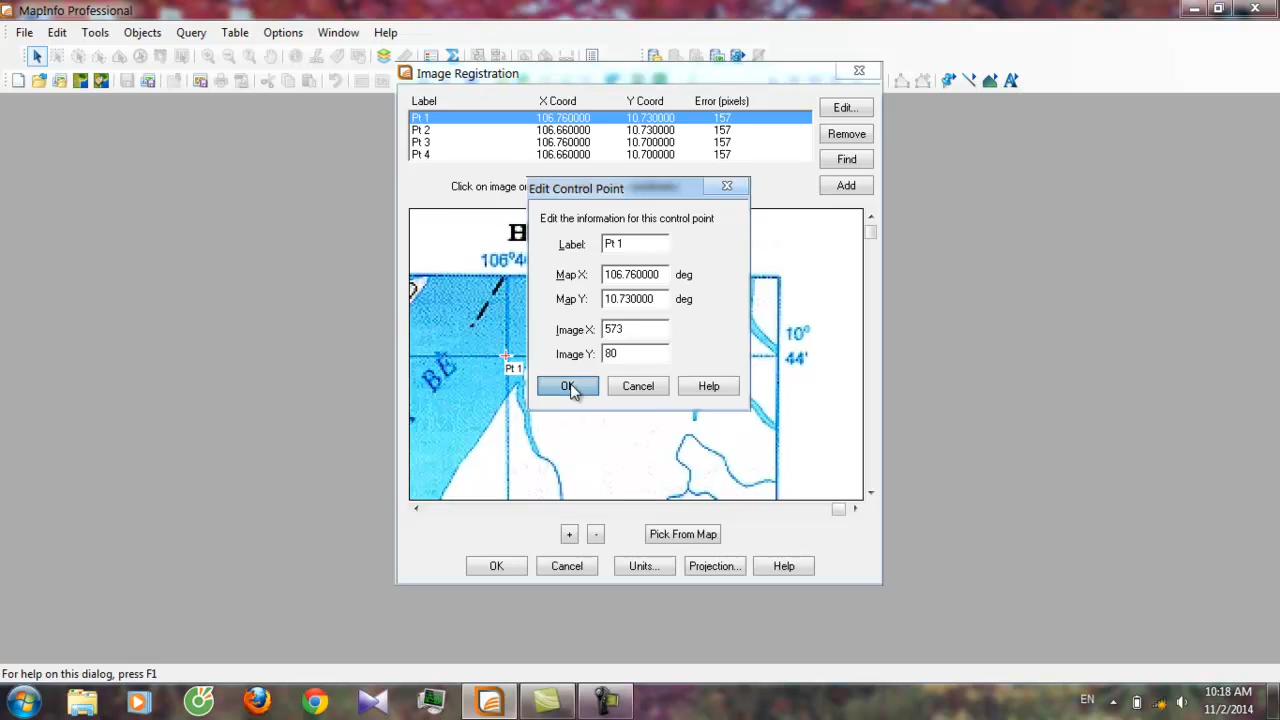 MapInfo Professional
File Edit Tools Objects Query Table Options Window Help
Image Registration
Label X Coord Y Coord Error (pixels)
Pt 1 106.760000 10.730000 157
Pt 2 106.660000 10.730000 157
Pt 3 106.760000 10.700000 157
Pt 4 106.660000 10.700000 157
Edit...
Remove
Find
Add
Click on image
Edit Control Point
Edit the information for this control point
Label: Pt 1
Map X: 106.760000 deg
Map Y: 10.730000 deg
Image X: 573
Image Y: 80
OK Cancel Help
H
10°
44'
BÈ
Pt 1
+ - Pick From Map
OK Cancel Units... Projection... Help
For help on this dialog, press F1
EN
10:18 AM
11/2/2014